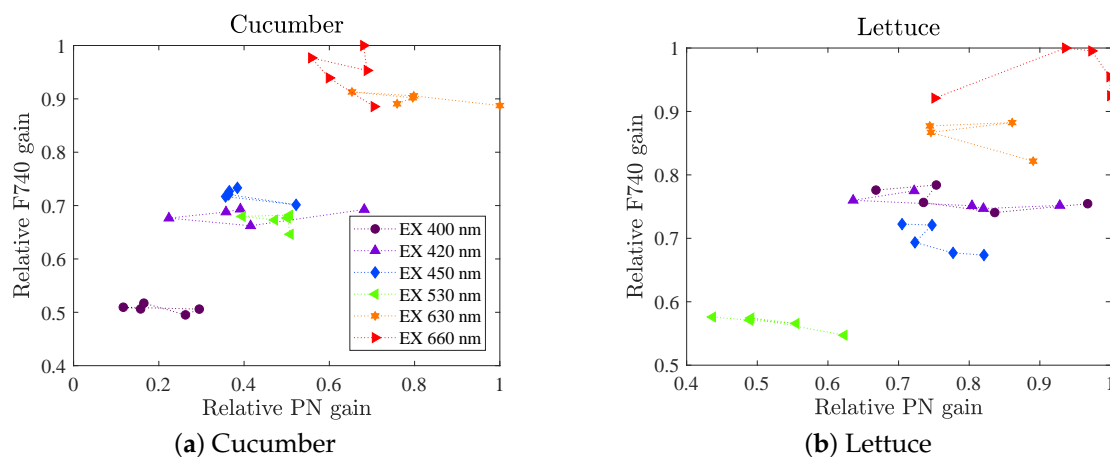 Cucumber
1
0.9
0.8
0.7
0.6
0.5
0.4
Relative F740 gain
EX 400 nm
EX 420 nm
EX 450 nm
EX 530 nm
EX 630 nm
EX 660 nm
0 0.2 0.4 0.6 0.8 1
Relative PN gain
(a) Cucumber
Lettuce
1
0.9
0.8
0.7
0.6
0.5
Relative F740 gain
0.4 0.5 0.6 0.7 0.8 0.9 1
Relative PN gain
(b) Lettuce